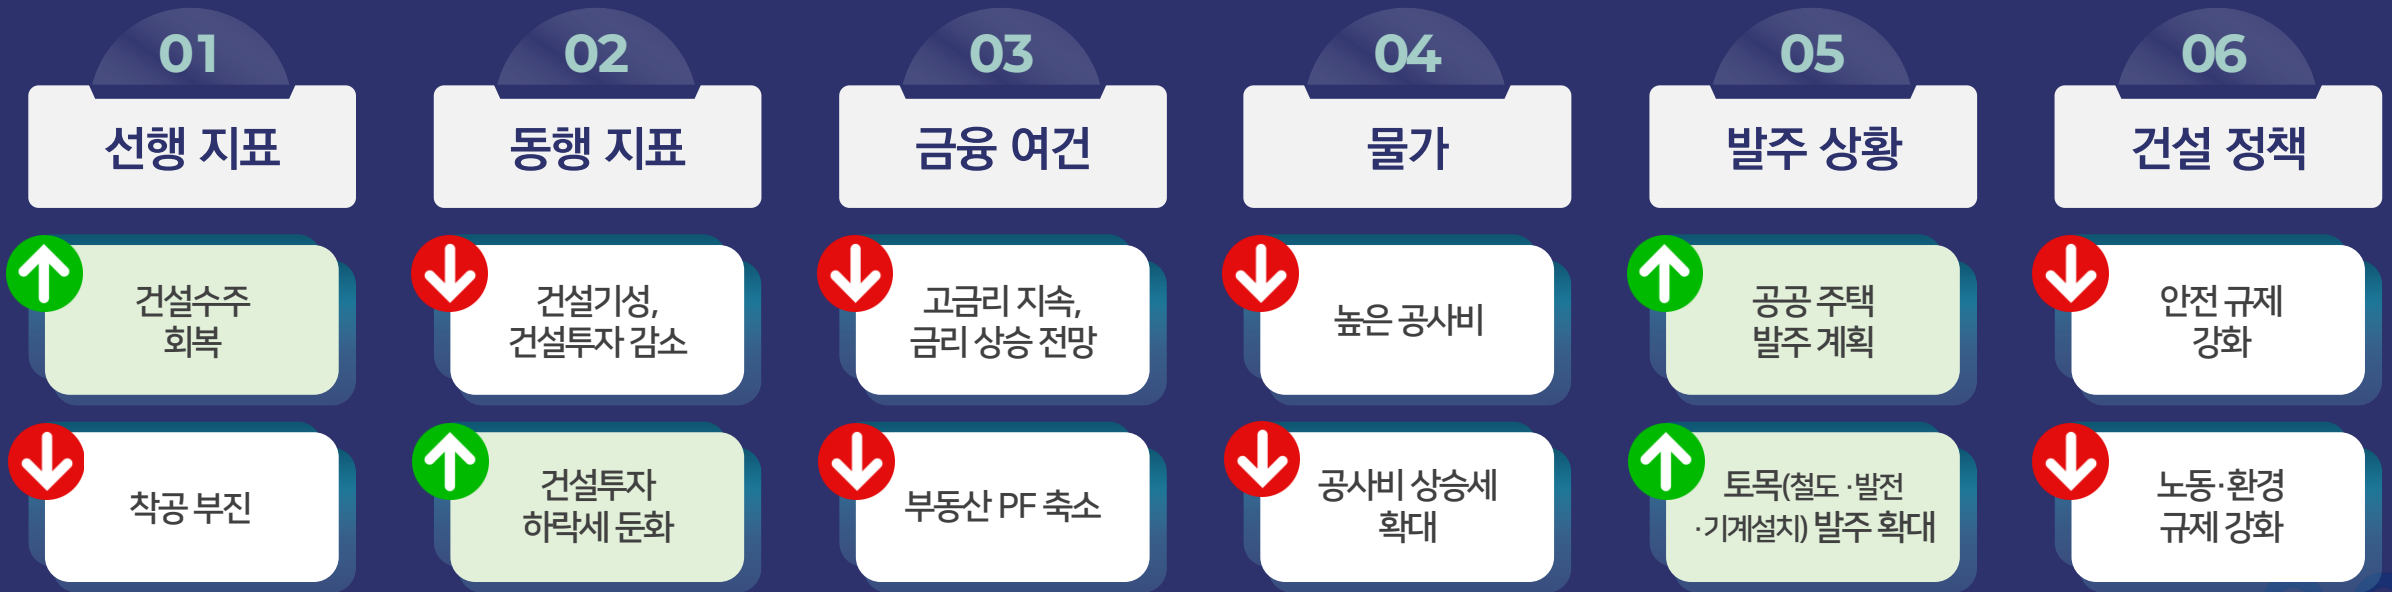 01
선행 지표
건설수주
회복
착공 부진
02
동행 지표
건설기성,
건설투자 감소
건설투자
하락세 둔화
03
금융 여건
고금리 지속,
금리 상승 전망
부동산 PF 축소
04
물가
높은 공사비
공사비 상승세
확대
05
발주 상황
공공 주택
발주 계획
토목(철도 ·발전
·기계설치) 발주 확대
06
건설 정책
안전 규제
강화
노동·환경
규제 강화